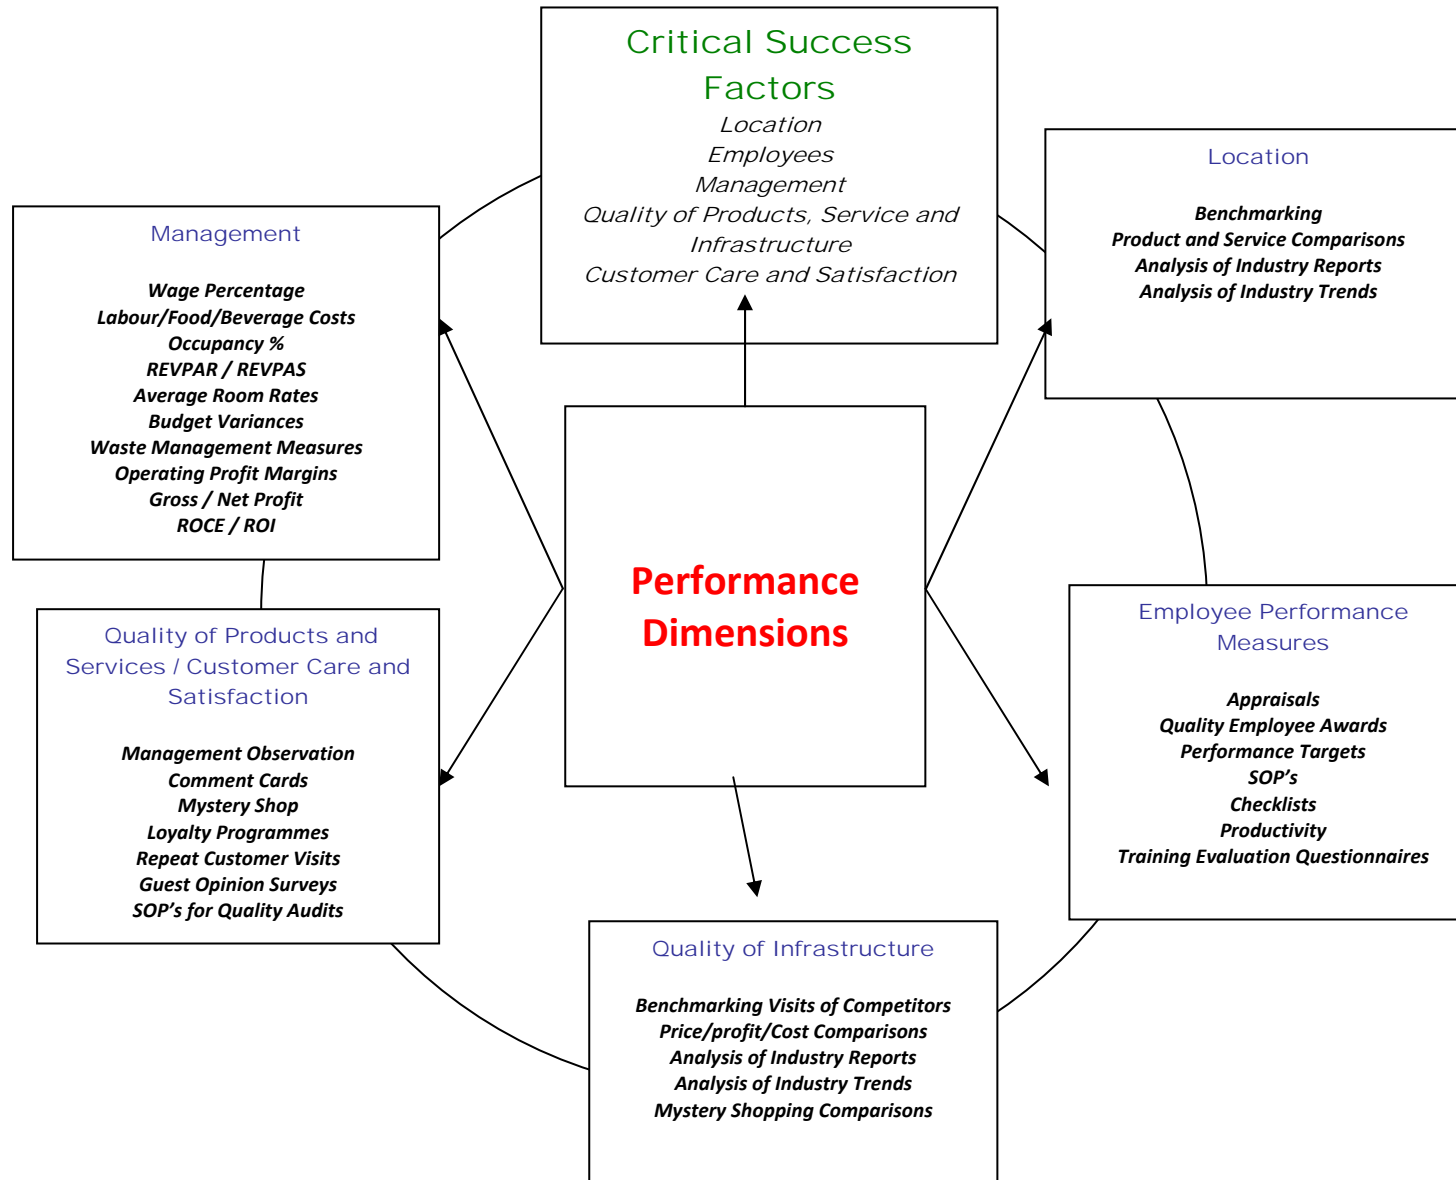 Critical Success
Factors
Location
Employees
Management
Quality of Products, Service and
Infrastructure
Customer Care and Satisfaction
Location
Benchmarking
Product and Service Comparisons
Analysis of Industry Reports
Analysis of Industry Trends
Management
Wage Percentage
Labour/Food/Beverage Costs
Occupancy %
REVPAR / REVPAS
Average Room Rates
Budget Variances
Waste Management Measures
Operating Profit Margins
Gross / Net Profit
ROCE / ROI
Performance
Dimensions
Employee Performance
Measures
Appraisals
Quality Employee Awards
Performance Targets
SOP’s
Checklists
Productivity
Training Evaluation Questionnaires
Quality of Products and
Services / Customer Care and
Satisfaction
Management Observation
Comment Cards
Mystery Shop
Loyalty Programmes
Repeat Customer Visits
Guest Opinion Surveys
SOP’s for Quality Audits
Quality of Infrastructure
Benchmarking Visits of Competitors
Price/profit/Cost Comparisons
Analysis of Industry Reports
Analysis of Industry Trends
Mystery Shopping Comparisons